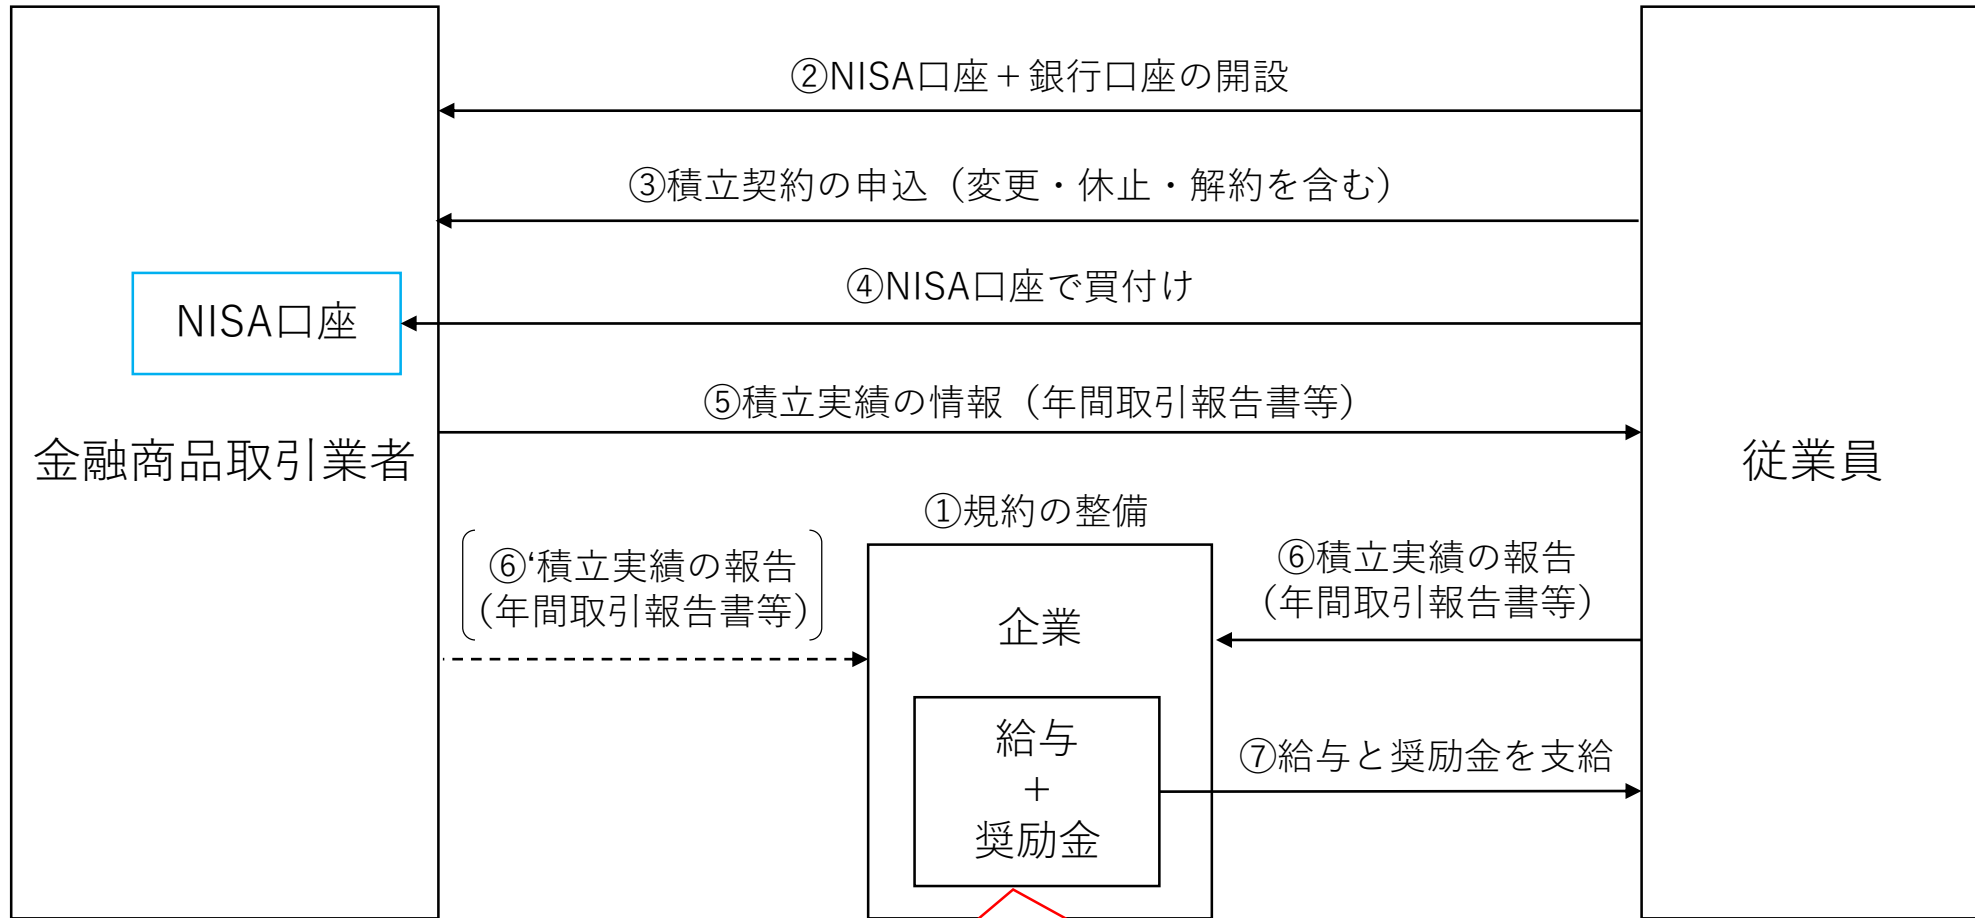 ②NISA口座＋銀行口座の開設
③積立契約の申込（変更・休止・解約を含む）
④NISA口座で買付け
NISA口座
⑤積立実績の情報（年間取引報告書等）
金融商品取引業者
従業員
①規約の整備
⑥‘積立実績の報告
（年間取引報告書等）
企業
⑥積立実績の報告
（年間取引報告書等）
給与
＋
奨励金
⑦給与と奨励金を支給